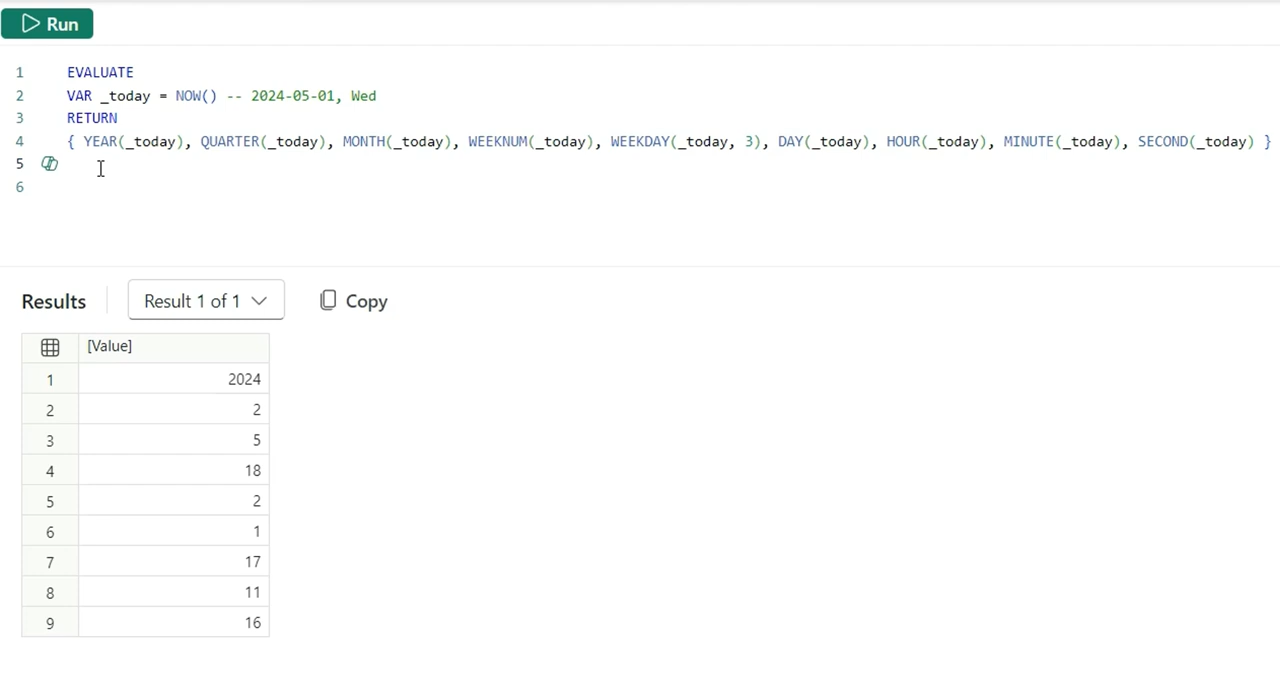 Run
1 EVALUATE
2 VAR _today = NOW() -- 2024-05-01, Wed
3 RETURN
4 { YEAR(_today), QUARTER(_today), MONTH(_today), WEEKNUM(_today), WEEKDAY(_today, 3), DAY(_today), HOUR(_today), MINUTE(_today), SECOND(_today) }
5
6
Results Result 1 of 1 Copy
[Value]
1 2024
2 2
3 5
4 18
5 2
6 1
7 17
8 11
9 16